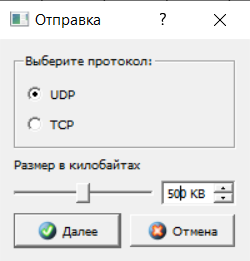 Отправка
?
Выберите протокол:
UDP
TCP
Размер в килобайтах
500 KB
Далее
Отмена